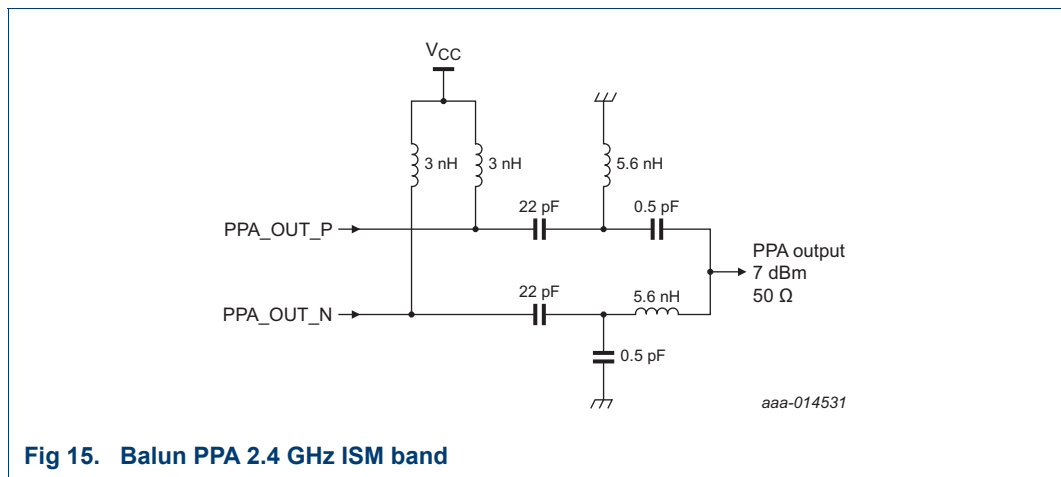 VCC
3 nH
3 nH
5.6 nH
22 pF
0.5 pF
PPA_OUT_P
PPA output
7 dBm
50 Ω
22 pF
5.6 nH
PPA_OUT_N
0.5 pF
aaa-014531
Fig 15. Balun PPA 2.4 GHz ISM band